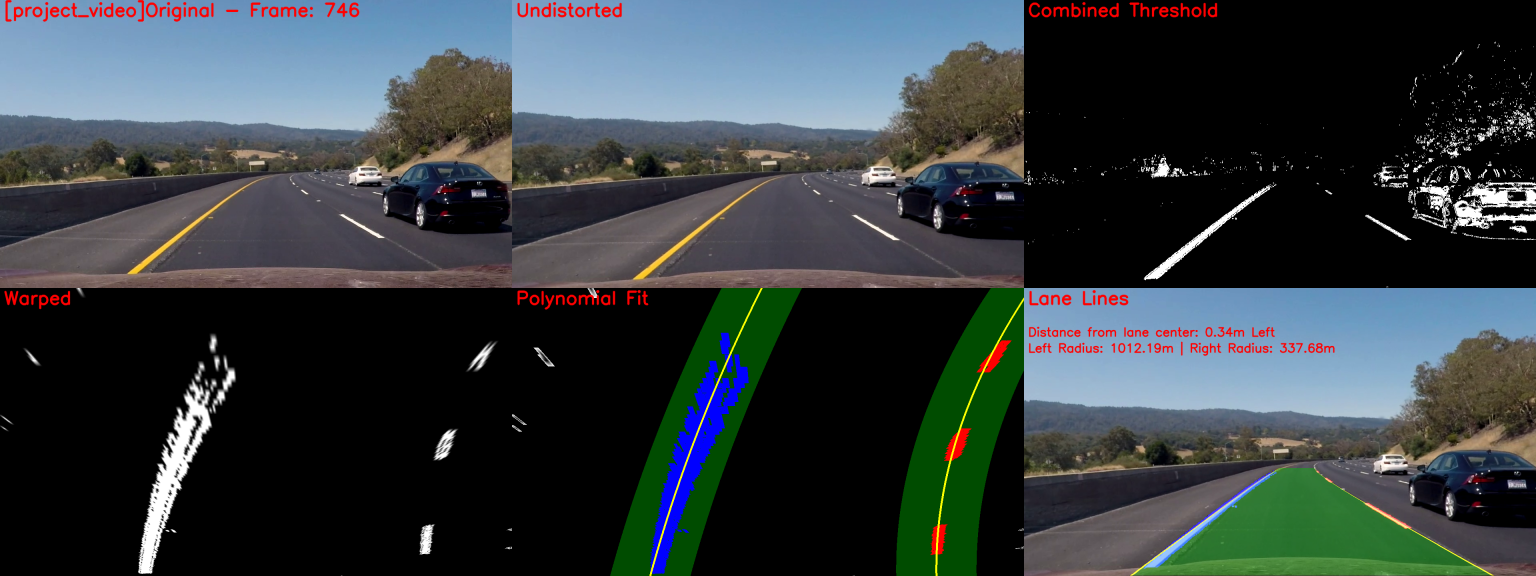 [project_video]Original - Frame: 746
Undistorted
Combined Threshold
Warped
Polynomial Fit
Lane Lines
Distance from lane center: 0.34m Left
Left Radius: 1012.19m | Right Radius: 337.68m